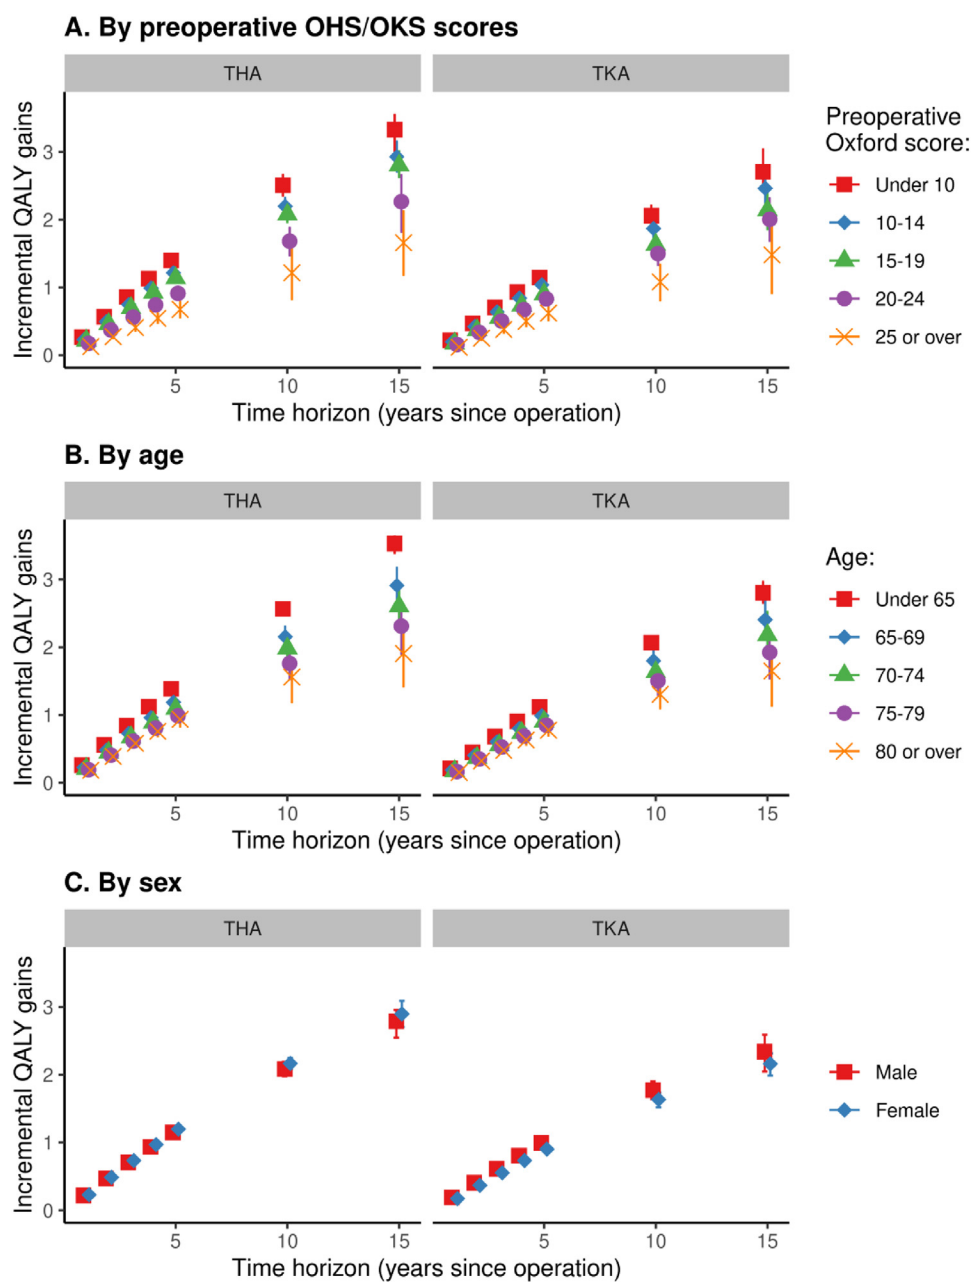 A. By preoperative OHS/OKS scores
THA
TKA
Incremental QALY gains
3
2
1
0
5
10
15
5
10
15
Time horizon (years since operation)
Preoperative
Oxford score:
Under 10
10-14
15-19
20-24
25 or over
B. By age
THA
TKA
Incremental QALY gains
3
2
1
0
5
10
15
5
10
15
Time horizon (years since operation)
Age:
Under 65
65-69
70-74
75-79
80 or over
C. By sex
THA
TKA
Incremental QALY gains
3
2
1
0
5
10
15
5
10
15
Time horizon (years since operation)
Male
Female